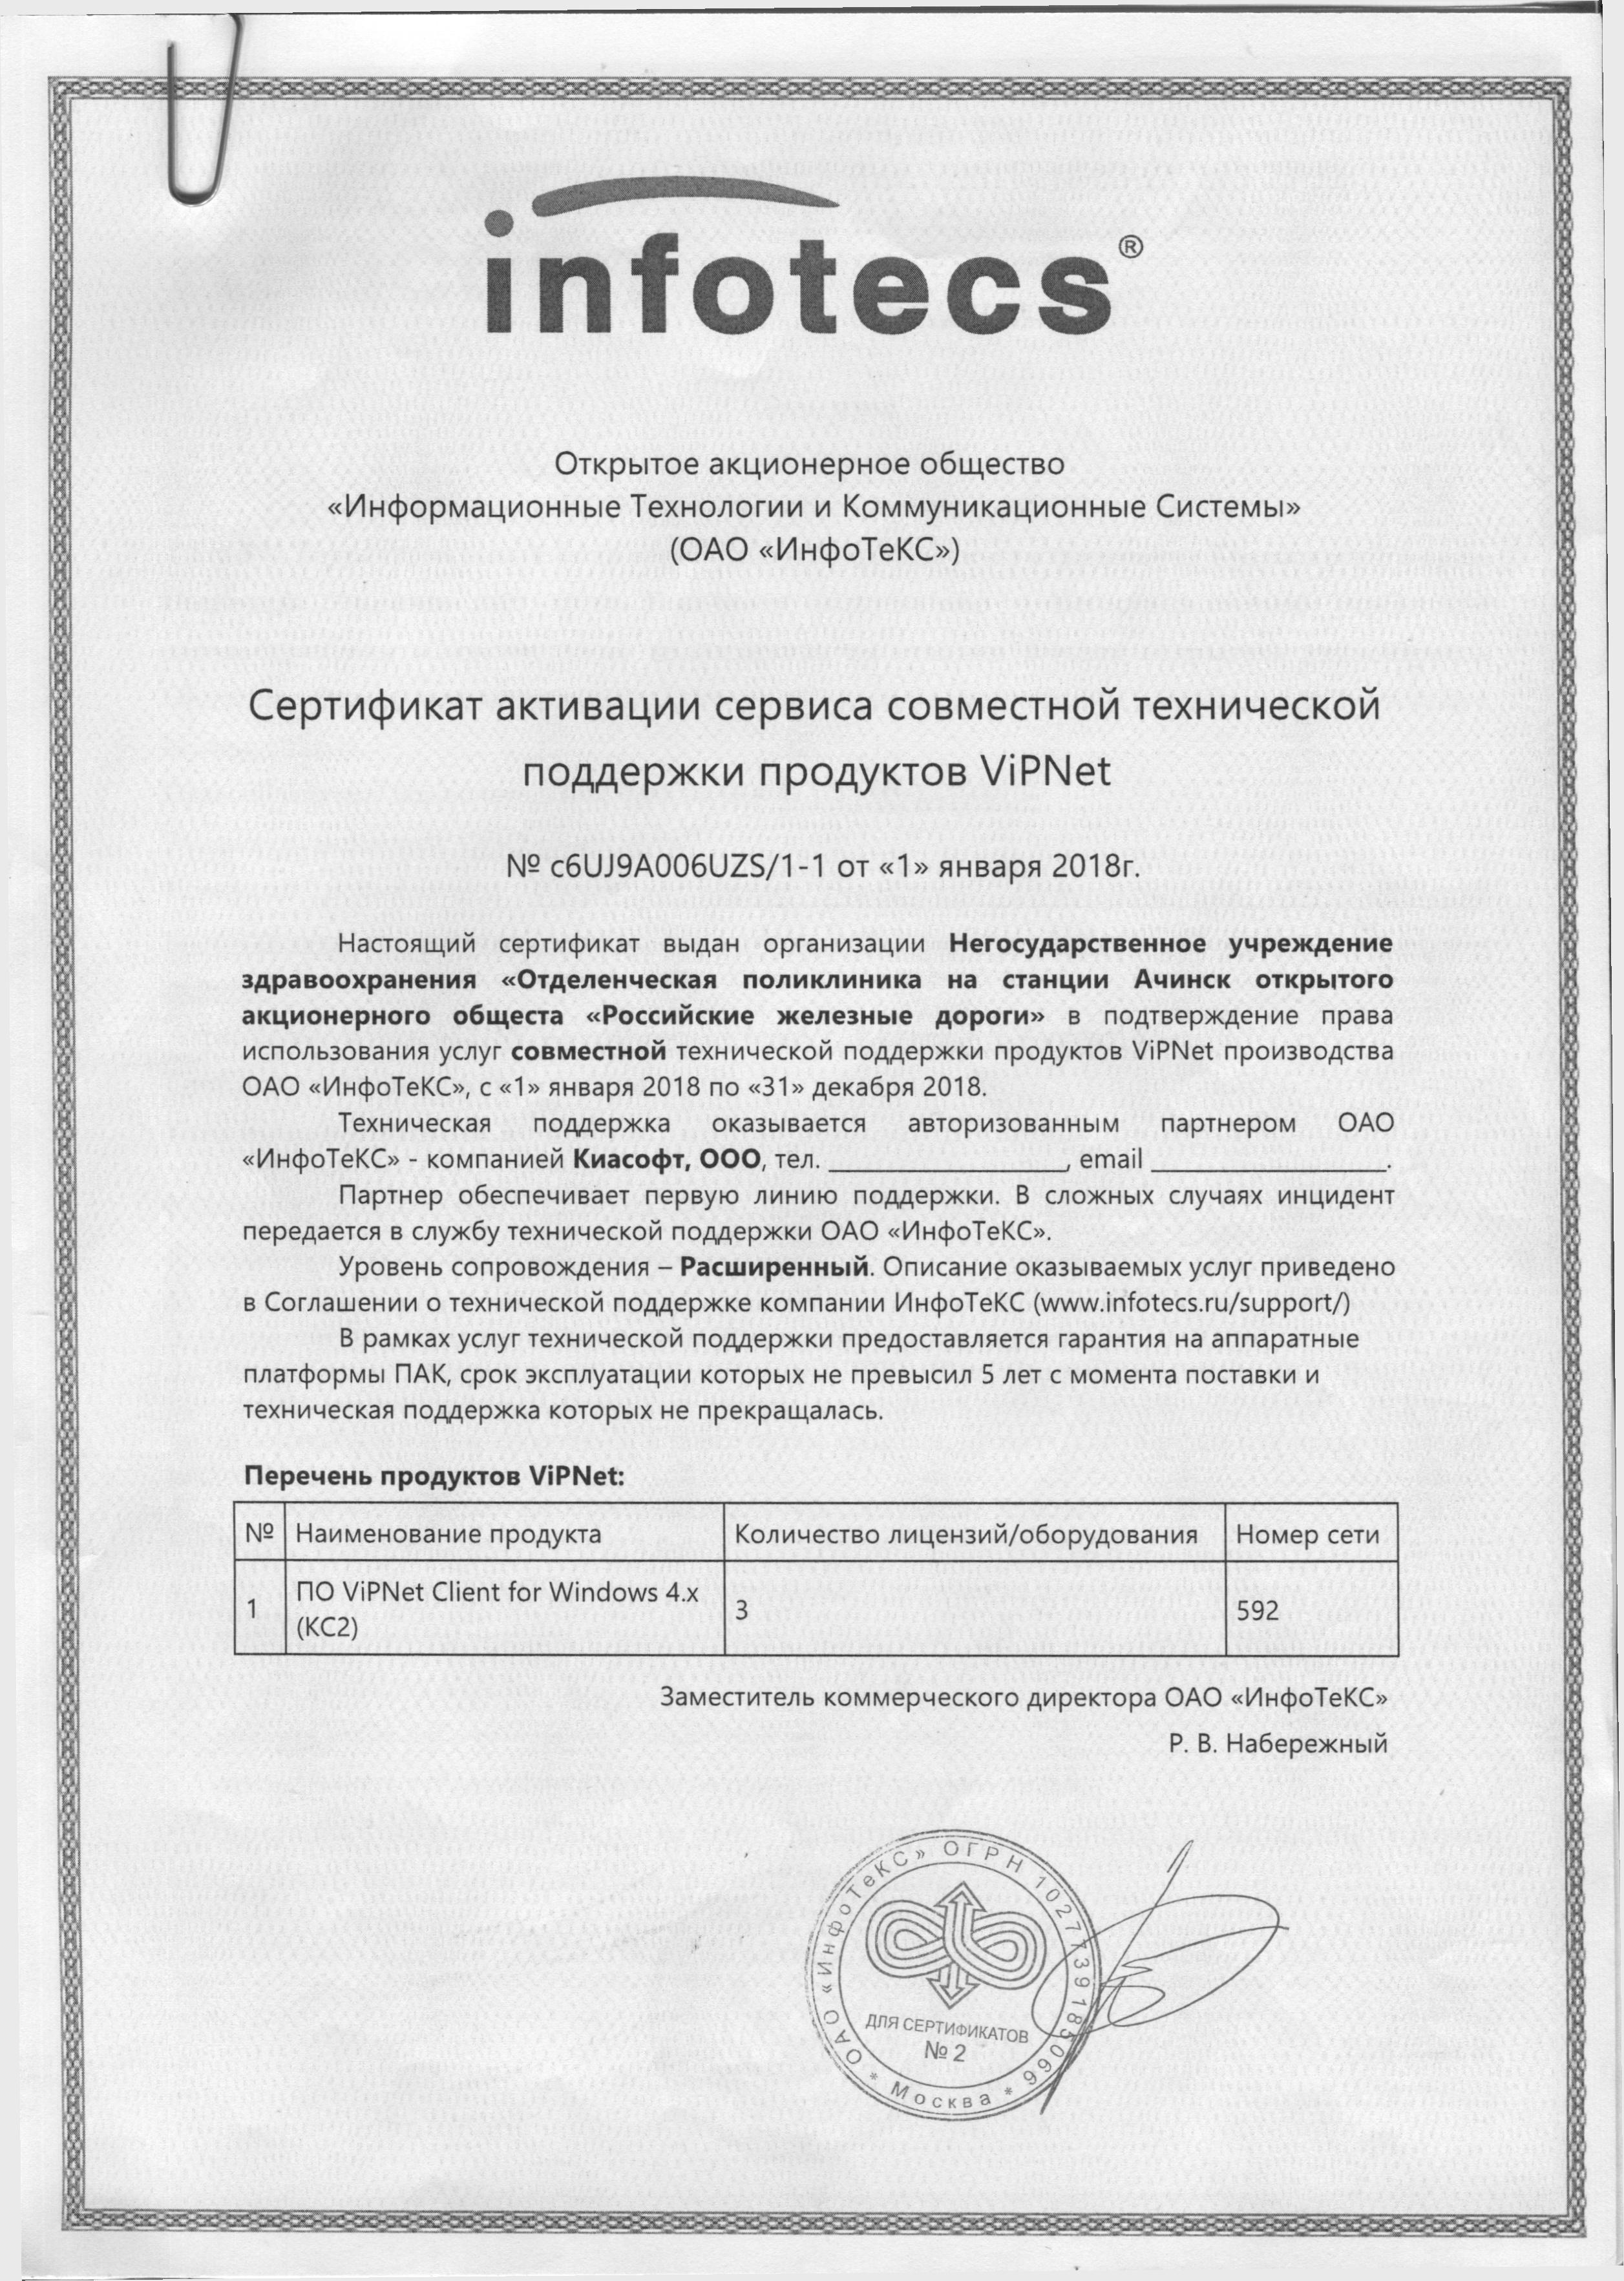 infotecs®
Открытое акционерное общество
«Информационные Технологии и Коммуникационные Системы»
(ОАО «ИнфоТеКС»)
Сертификат активации сервиса совместной технической
поддержки продуктов ViPNet
№ c6UJ9A006UZS/1-1 от «1» января 2018г.
Настоящий сертификат выдан организации Негосударственное учреждение
здравоохранения «Отделенческая поликлиника на станции Ачинск открытого
акционерного общеста «Российские железные дороги» в подтверждение права
использования услуг совместной технической поддержки продуктов ViPNet производства
ОАО «ИнфоТеКС», с «1» января 2018 по «31» декабря 2018.
Техническая поддержка оказывается авторизованным партнером ОАО
«ИнфоТеКС» - компанией Киасофт, ООО, тел. _________________, email _________________.
Партнер обеспечивает первую линию поддержки. В сложных случаях инцидент
передается в службу технической поддержки ОАО «ИнфоТеКС».
Уровень сопровождения – Расширенный. Описание оказываемых услуг приведено
в Соглашении о технической поддержке компании ИнфоТеКС (www.infotecs.ru/support/)
В рамках услуг технической поддержки предоставляется гарантия на аппаратные
платформы ПАК, срок эксплуатации которых не превысил 5 лет с момента поставки и
техническая поддержка которых не прекращалась.
Перечень продуктов ViPNet:
№ Наименование продукта Количество лицензий/оборудования Номер сети
1 ПО ViPNet Client for Windows 4.x (КС2) 3 592
Заместитель коммерческого директора ОАО «ИнфоТеКС»
Р. В. Набережный
ОАО «ИнфоТеКС» ОГРН 1027739185066
* Москва *
ДЛЯ СЕРТИФИКАТОВ
№ 2